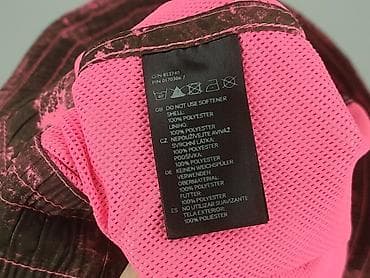 GB DO NOT USE SOFTENER
SHELL:
100% POLYESTER
LINING:
100% POLYESTER
CZ NEPOUŽÍVEJTE AVIVÁŽ
SVRCHNÍ LÁTKA:
100% POLYESTER
PODŠÍVKA:
100% POLYESTER
DE KEINEN WEICHSPÜLER
VERWENDEN
OBERMATERIAL:
100% POLYESTER
FUTTER:
100% POLYESTER
ES NO UTILIZAR SUAVIZANTE
TELA EXTERIOR:
100% POLIÉSTER